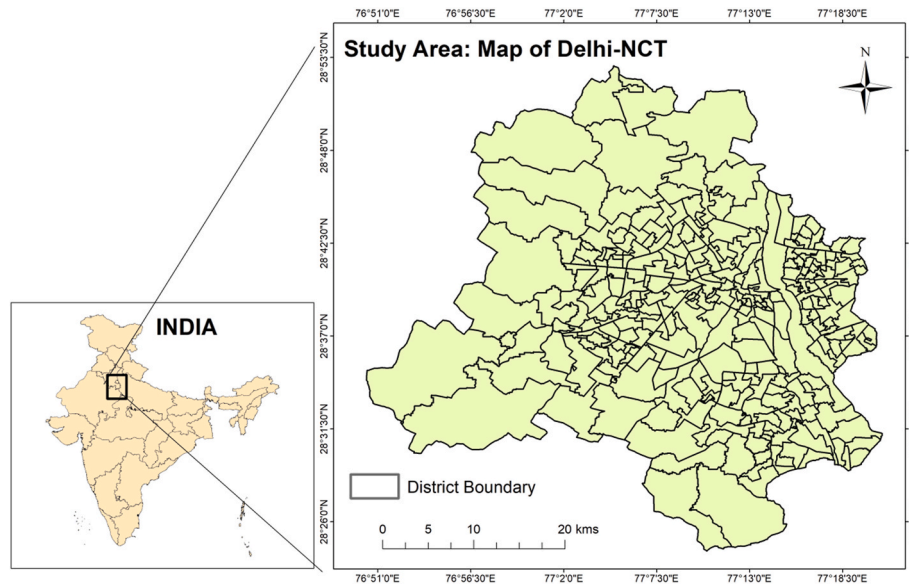 76°51'0"E 76°56'30"E 77°2'0"E 77°7'30"E 77°13'0"E 77°18'30"E
Study Area: Map of Delhi-NCT
N
28°53'30"N
28°48'0"N
28°42'30"N
28°37'0"N
28°31'30"N
28°26'0"N
INDIA
District Boundary
0 5 10 20 kms
76°51'0"E 76°56'30"E 77°2'0"E 77°7'30"E 77°13'0"E 77°18'30"E